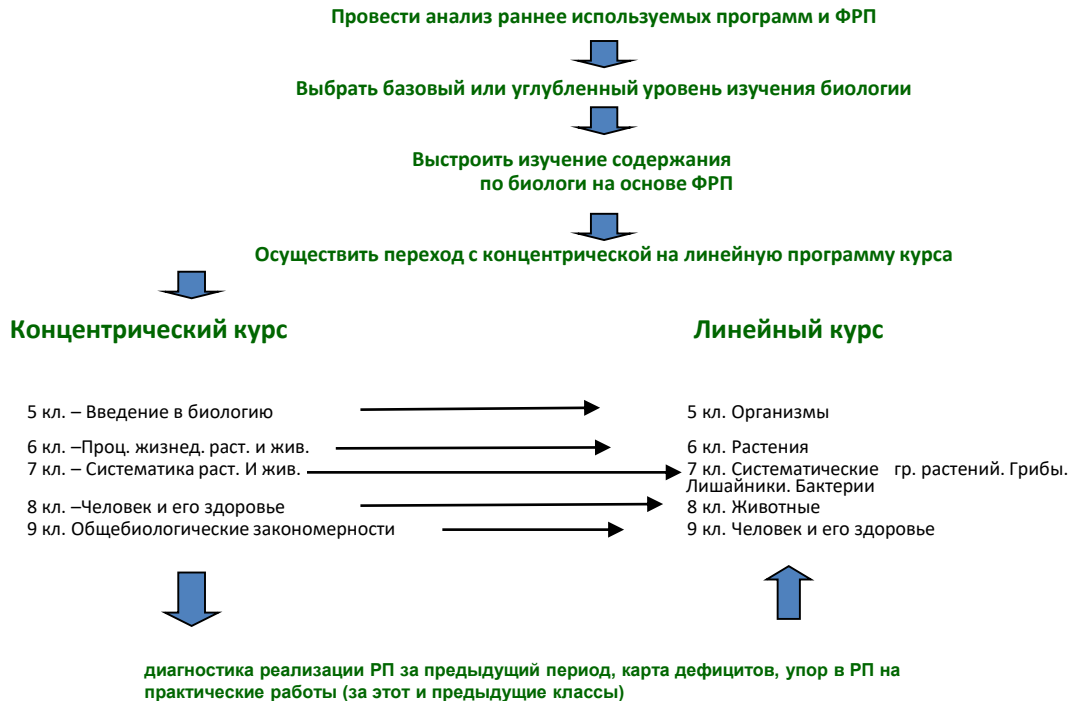 Провести анализ раннее используемых программ и ФРП
Выбрать базовый или углубленный уровень изучения биологии
Выстроить изучение содержания
по биологи на основе ФРП
Осуществить переход с концентрической на линейную программу курса
Концентрический курс
Линейный курс
5 кл. – Введение в биологию
5 кл. Организмы
6 кл. –Проц. жизнед. раст. и жив.
6 кл. Растения
7 кл. – Систематика раст. И жив.
7 кл. Систематические гр. растений. Грибы.
Лишайники. Бактерии
8 кл. –Человек и его здоровье
8 кл. Животные
9 кл. Общебиологические закономерности
9 кл. Человек и его здоровье
диагностика реализации РП за предыдущий период, карта дефицитов, упор в РП на
практические работы (за этот и предыдущие классы)